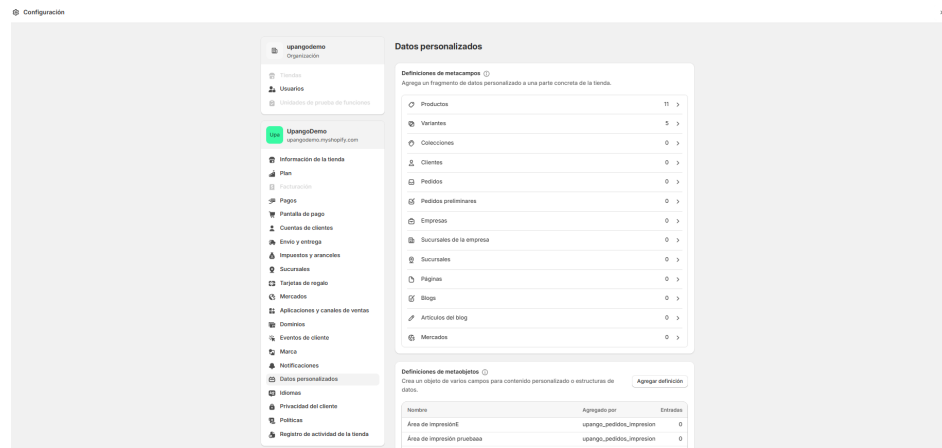 Configuración
upangodemo
Organización
Tiendas
Usuarios
Unidades de prueba de funciones
Upa
UpangoDemo
upangodemo.myshopify.com
Información de la tienda
Plan
Facturación
Pagos
Pantalla de pago
Cuentas de clientes
Envío y entrega
Impuestos y aranceles
Sucursales
Tarjetas de regalo
Mercados
Aplicaciones y canales de ventas
Dominios
Eventos de cliente
Marca
Notificaciones
Datos personalizados
Idiomas
Privacidad del cliente
Políticas
Registro de actividad de la tienda
Datos personalizados
Definiciones de metacampos
Agrega un fragmento de datos personalizado a una parte concreta de la tienda.
Productos 11
Variantes 5
Colecciones 0
Clientes 0
Pedidos 0
Pedidos preliminares 0
Empresas 0
Sucursales de la empresa 0
Sucursales 0
Páginas 0
Blogs 0
Artículos del blog 0
Mercados 0
Definiciones de metaobjetos
Crea un objeto de varios campos para contenido personalizado o estructuras de
datos.
Agregar definición
Nombre Agregado por Entradas
Área de impresiónE upango_pedidos_impresion 0
Área de impresión pruebaaa upango_pedidos_impresion 0